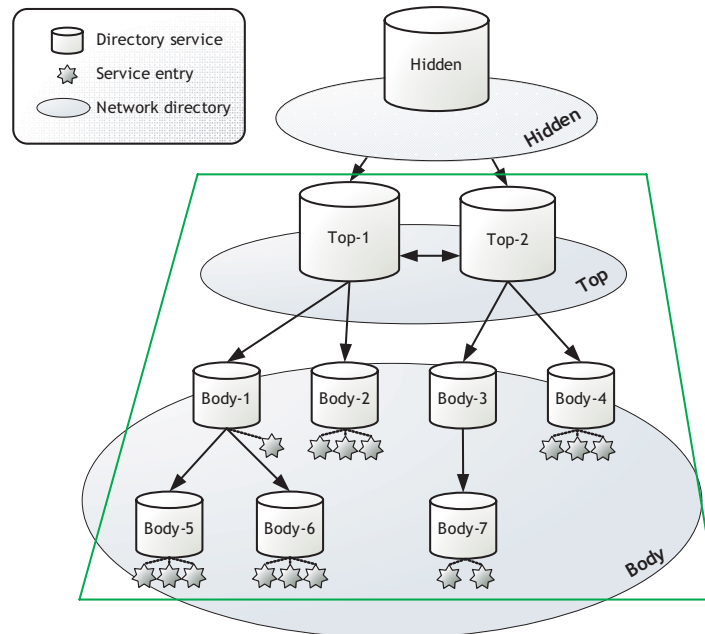 Directory service
Service entry
Network directory
Hidden
Hidden
Top-1
Top-2
Top
Body-1
Body-2
Body-3
Body-4
Body-5
Body-6
Body-7
Body